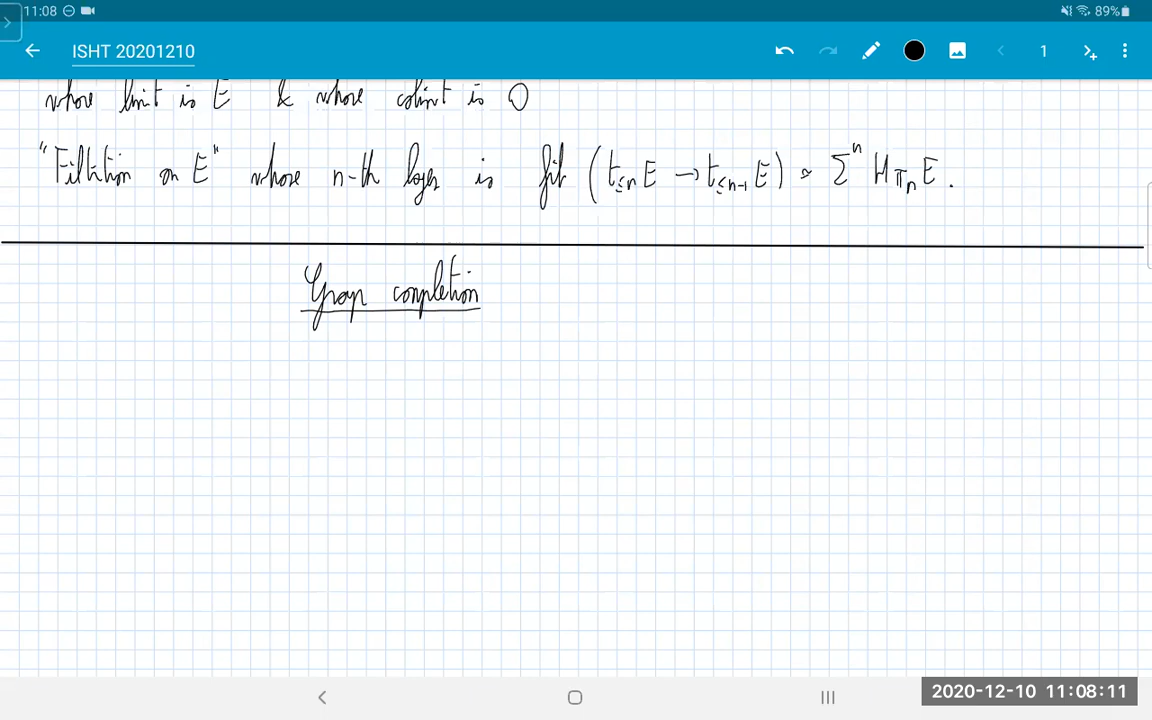 11:08 89%
ISHT 20201210 1
whose limit is E & whose colimit is 0
"Filtration on E" whose n-th layer is fib (t≤n E → t≤n-1 E) ≃ Σ^n H π_n E.
Group completion
2020-12-10 11:08:11